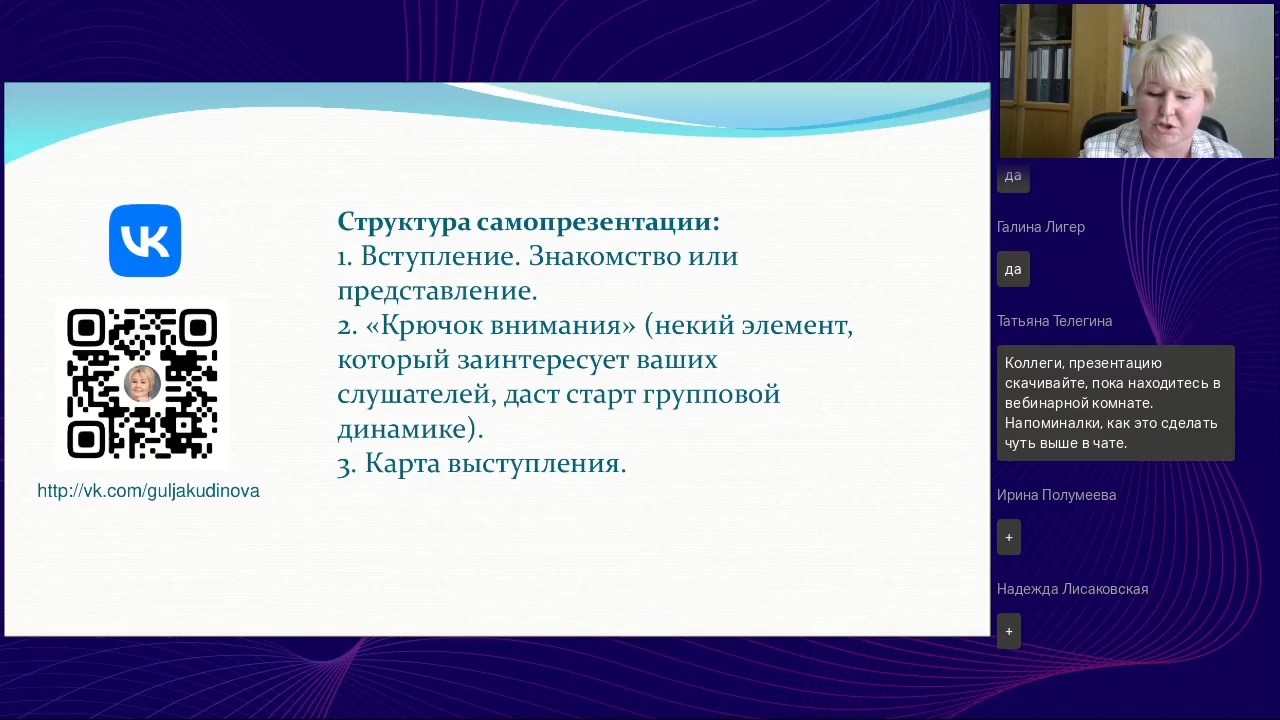 Структура самопрезентации:
1. Вступление. Знакомство или
представление.
2. «Крючок внимания» (некий элемент,
который заинтересует ваших
слушателей, даст старт групповой
динамике).
3. Карта выступления.
http://vk.com/guljakudinova
да
Галина Лигер
да
Татьяна Телегина
Коллеги, презентацию
скачивайте, пока находитесь в
вебинарной комнате.
Напоминалки, как это сделать
чуть выше в чате.
Ирина Полумеева
+
Надежда Лисаковская
+